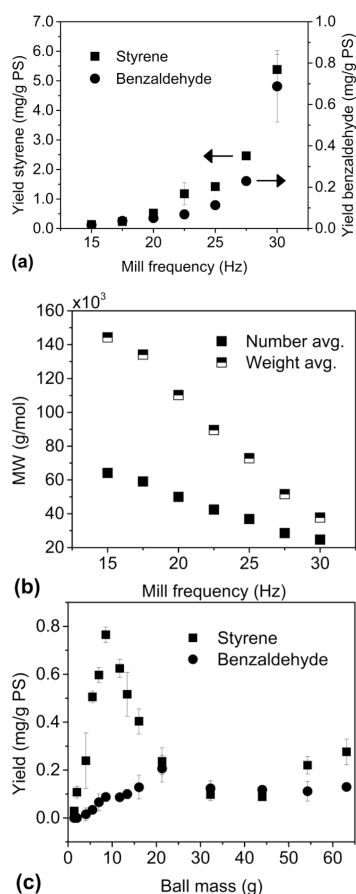 7.0
6.0
5.0
4.0
3.0
2.0
1.0
0.0
Yield styrene (mg/g PS)
Styrene
Benzaldehyde
1.0
0.8
0.6
0.4
0.2
0.0
Yield benzaldehyde (mg/g PS)
15 20 25 30
Mill frequency (Hz)
(a)
x10³
160
140
120
100
80
60
40
20
MW (g/mol)
Number avg.
Weight avg.
15 20 25 30
Mill frequency (Hz)
(b)
0.8
0.6
0.4
0.2
0.0
Yield (mg/g PS)
Styrene
Benzaldehyde
0 10 20 30 40 50 60
Ball mass (g)
(c)